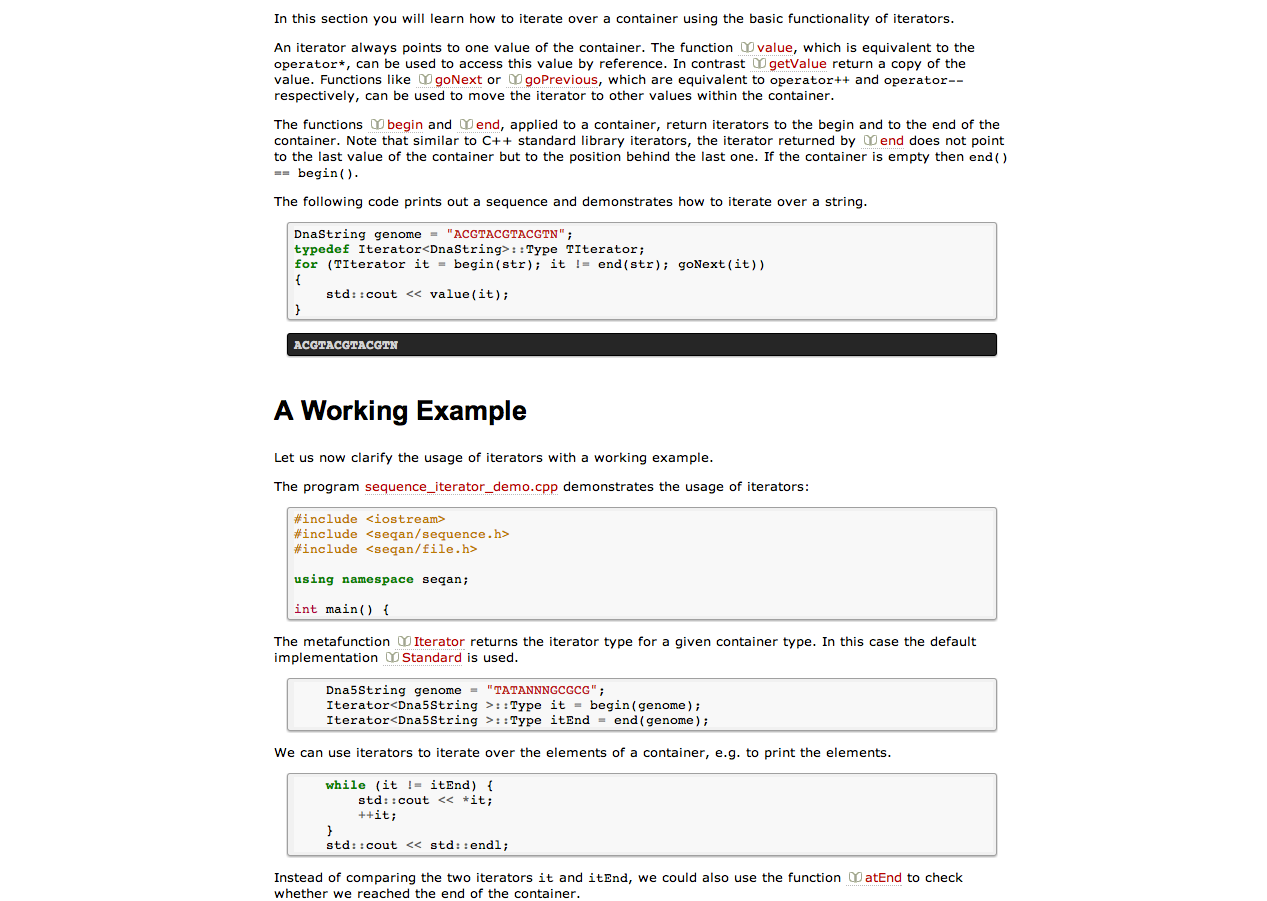 In this section you will learn how to iterate over a container using the basic functionality of iterators.
An iterator always points to one value of the container. The function value, which is equivalent to the
operator*, can be used to access this value by reference. In contrast getValue return a copy of the
value. Functions like goNext or goPrevious, which are equivalent to operator++ and operator--
respectively, can be used to move the iterator to other values within the container.
The functions begin and end, applied to a container, return iterators to the begin and to the end of the
container. Note that similar to C++ standard library iterators, the iterator returned by end does not point
to the last value of the container but to the position behind the last one. If the container is empty then end()
== begin().
The following code prints out a sequence and demonstrates how to iterate over a string.
DnaString genome = "ACGTACGTACGTN";
typedef Iterator<DnaString>::Type TIterator;
for (TIterator it = begin(str); it != end(str); goNext(it))
{
    std::cout << value(it);
}
ACGTACGTACGTN
A Working Example
Let us now clarify the usage of iterators with a working example.
The program sequence_iterator_demo.cpp demonstrates the usage of iterators:
#include <iostream>
#include <seqan/sequence.h>
#include <seqan/file.h>
using namespace seqan;
int main() {
The metafunction Iterator returns the iterator type for a given container type. In this case the default
implementation Standard is used.
    Dna5String genome = "TATANNNGCGCG";
    Iterator<Dna5String >::Type it = begin(genome);
    Iterator<Dna5String >::Type itEnd = end(genome);
We can use iterators to iterate over the elements of a container, e.g. to print the elements.
    while (it != itEnd) {
        std::cout << *it;
        ++it;
    }
    std::cout << std::endl;
Instead of comparing the two iterators it and itEnd, we could also use the function atEnd to check
whether we reached the end of the container.